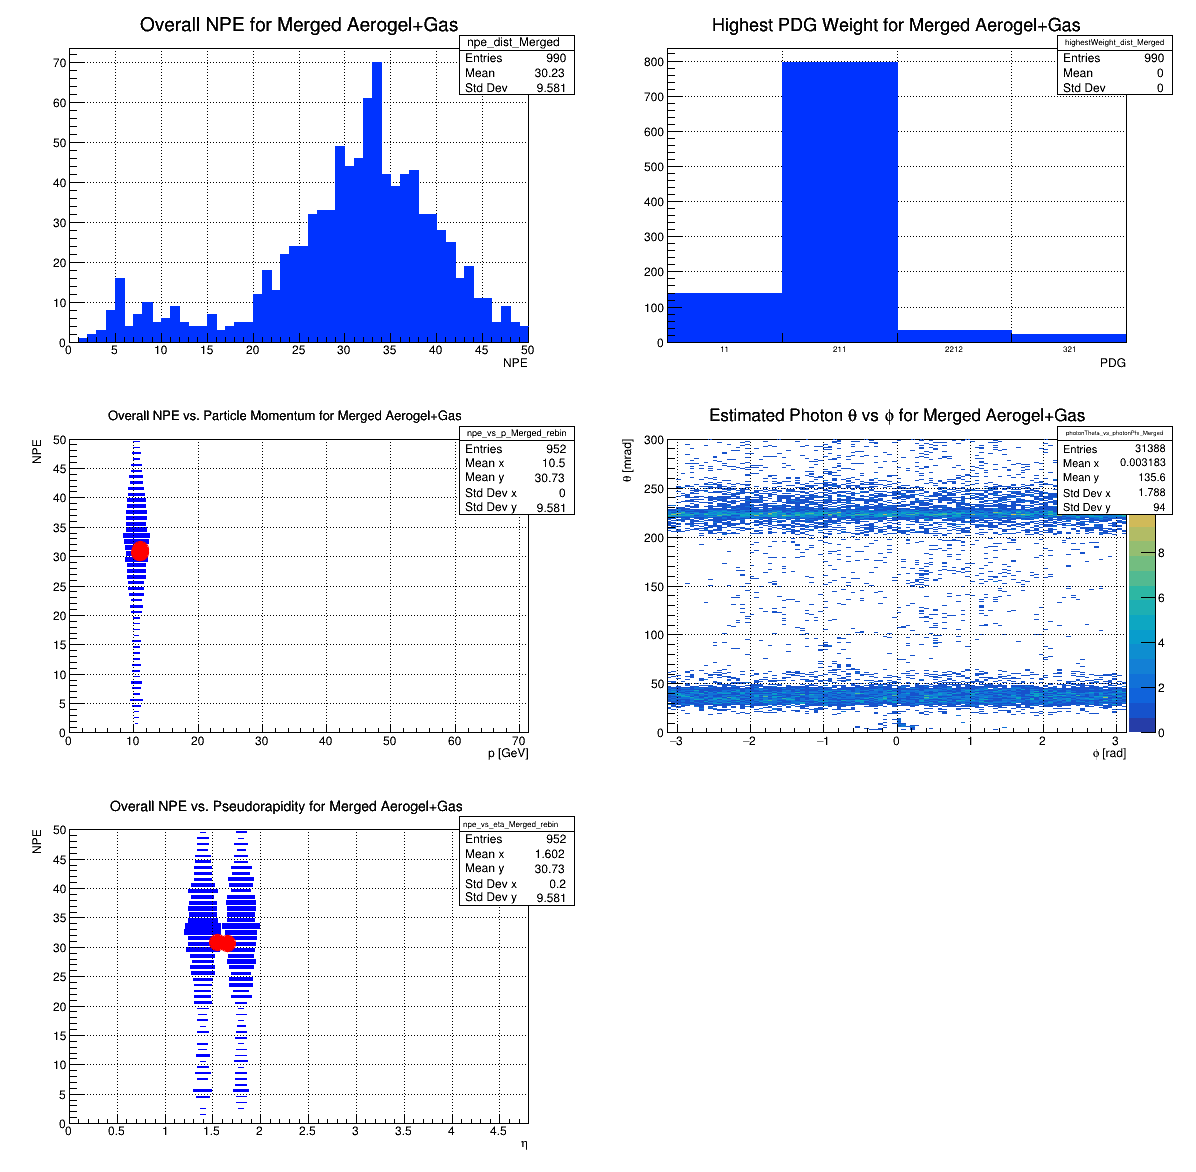 Overall NPE for Merged Aerogel+Gas
npe_dist_Merged
Entries 990
Mean 30.23
Std Dev 9.581
70
60
50
40
30
20
10
0
0 5 10 15 20 25 30 35 40 45 50
NPE
Highest PDG Weight for Merged Aerogel+Gas
highestWeight_dist_Merged
Entries 990
Mean 0
Std Dev 0
800
700
600
500
400
300
200
100
0
11 211 2212 321
PDG
Overall NPE vs. Particle Momentum for Merged Aerogel+Gas
npe_vs_p_Merged_rebin
Entries 952
Mean x 10.5
Mean y 30.73
Std Dev x 0
Std Dev y 9.581
NPE
50
45
40
35
30
25
20
15
10
5
0
0 10 20 30 40 50 60 70
p [GeV]
Estimated Photon θ vs ϕ for Merged Aerogel+Gas
photonTheta_vs_photonPhi_Merged
Entries 31388
Mean x 0.003183
Mean y 135.6
Std Dev x 1.788
Std Dev y 94
θ [mrad]
300
250
200
150
100
50
0
−3 −2 −1 0 1 2 3
ϕ [rad]
8
6
4
2
0
Overall NPE vs. Pseudorapidity for Merged Aerogel+Gas
npe_vs_eta_Merged_rebin
Entries 952
Mean x 1.602
Mean y 30.73
Std Dev x 0.2
Std Dev y 9.581
NPE
50
45
40
35
30
25
20
15
10
5
0
0 0.5 1 1.5 2 2.5 3 3.5 4 4.5
η